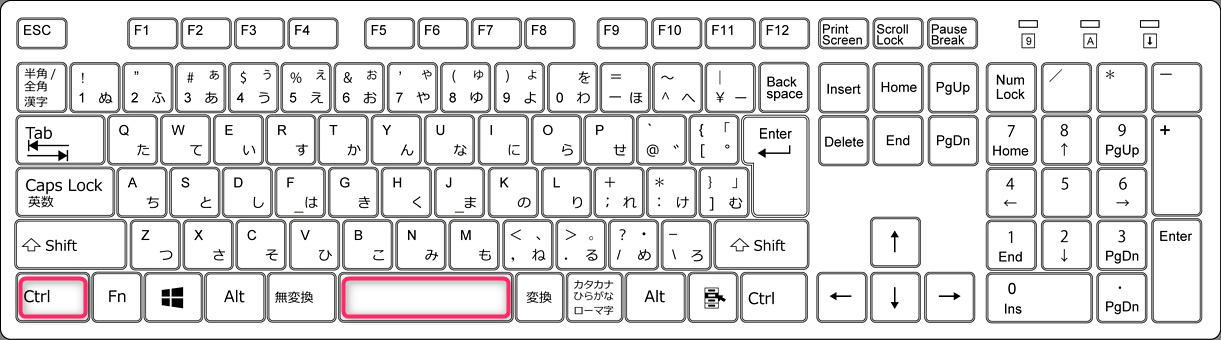 ESC F1 F2 F3 F4 F5 F6 F7 F8 F9 F10 F11 F12 Print Scroll Pause
Screen Lock Break 9 A
半角/ ! " # ぁ $ ぅ % ぇ & ぉ ' ゃ ( ゅ ) ょ を = ~ | Back Insert Home PgUp Num / * -
全角 1 ぬ 2 ふ 3 あ 4 う 5 え 6 お 7 や 8 ゆ 9 よ 0 わ - ほ ^ へ ¥ ー space Lock
漢字
Tab Q W E R T Y U I O P ` { 「 Enter Delete End PgDn 7 8 9 +
た て い す か ん な に ら せ @ ゛ [ ゜ Home ↑ PgUp
Caps Lock A S D F G H J K L + * } 」 4 5 6
英数 ち と し _は き く _ま の り ; れ : け ] む ← →
⇧ Shift Z X C V B N M < 、 > 。 ? ・ _ ⇧ Shift ↑ 1 2 3 Enter
つ さ そ ひ こ み も , ね . る / め \ ろ End ↓ PgDn
Ctrl Fn Alt 無変換 変換 カタカナ Alt Ctrl ← ↓ → 0 .
ひらがな Ins PgDn
ローマ字